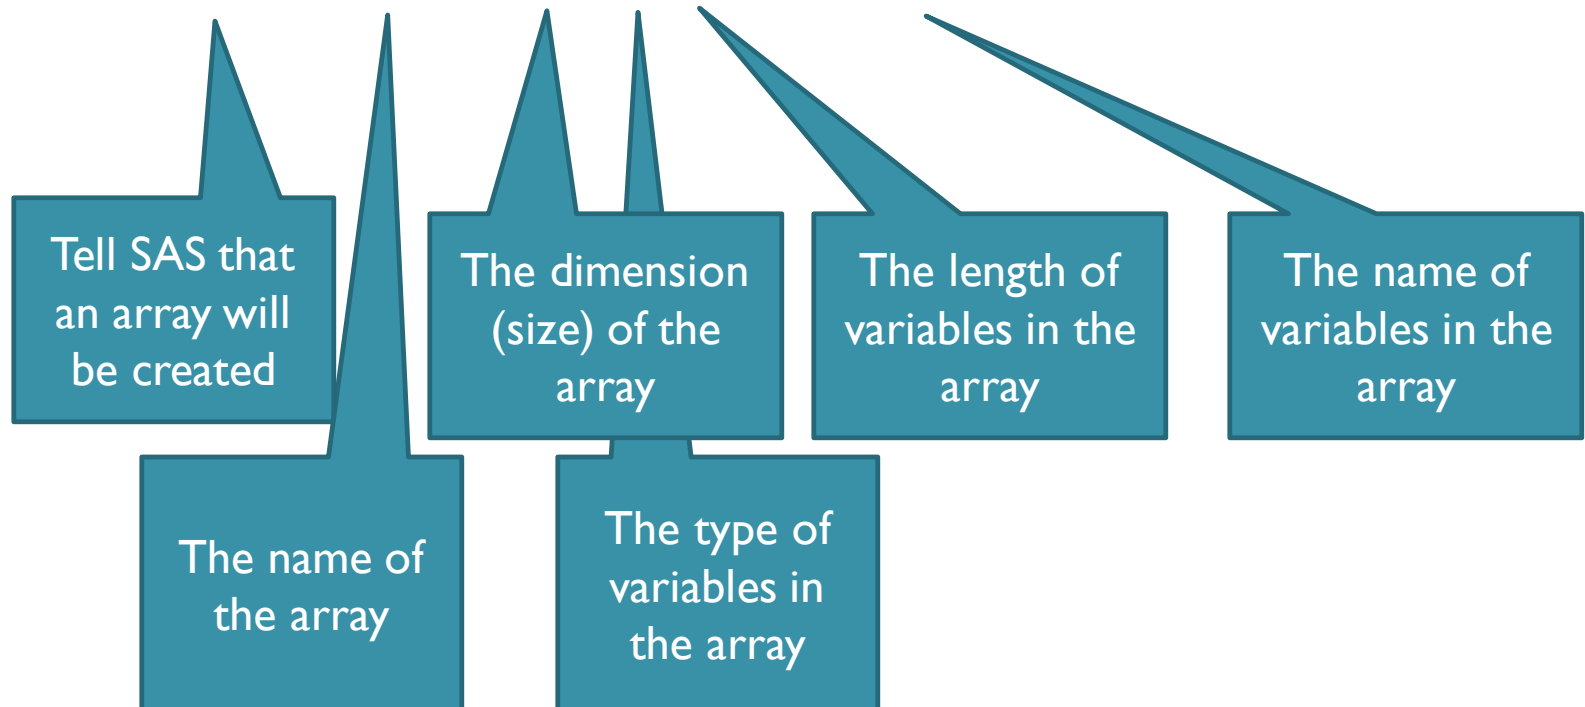 Tell SAS that
an array will
be created
The name of
the array
The dimension
(size) of the
array
The type of
variables in
the array
The length of
variables in the
array
The name of
variables in the
array